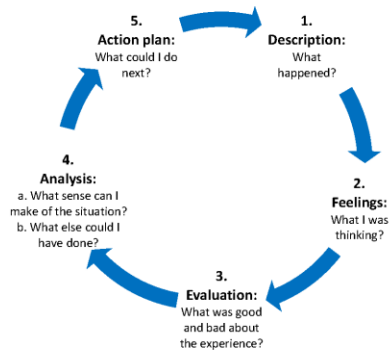 1.
Description:
What
happened?
2.
Feelings:
What I was
thinking?
3.
Evaluation:
What was good
and bad about
the experience?
4.
Analysis:
a. What sense can I
make of the situation?
b. What else could I
have done?
5.
Action plan:
What could I do
next?